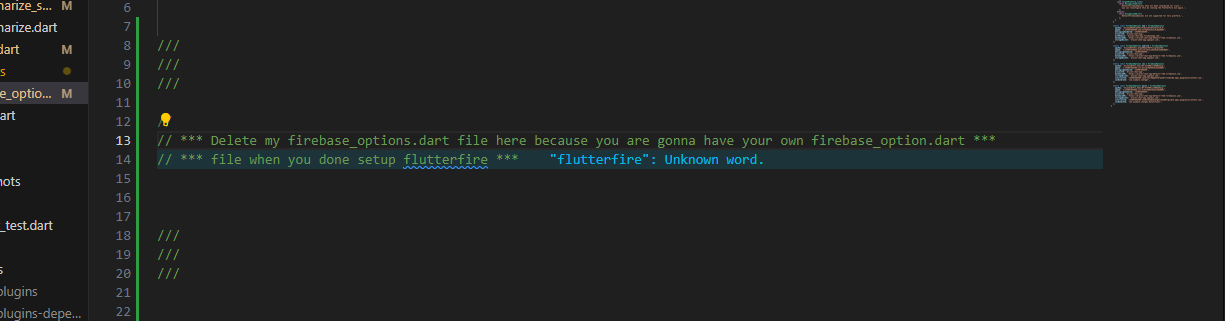 narize_s... M
narize.dart
dart M
s
e_optio... M
art
nots
_test.dart
s
plugins
plugins-depe...
6
7
8 ///
9 ///
10 ///
11
12
13 // *** Delete my firebase_options.dart file here because you are gonna have your own firebase_option.dart ***
14 // *** file when you done setup flutterfire *** "flutterfire": Unknown word.
15
16
17
18 ///
19 ///
20 ///
21
22